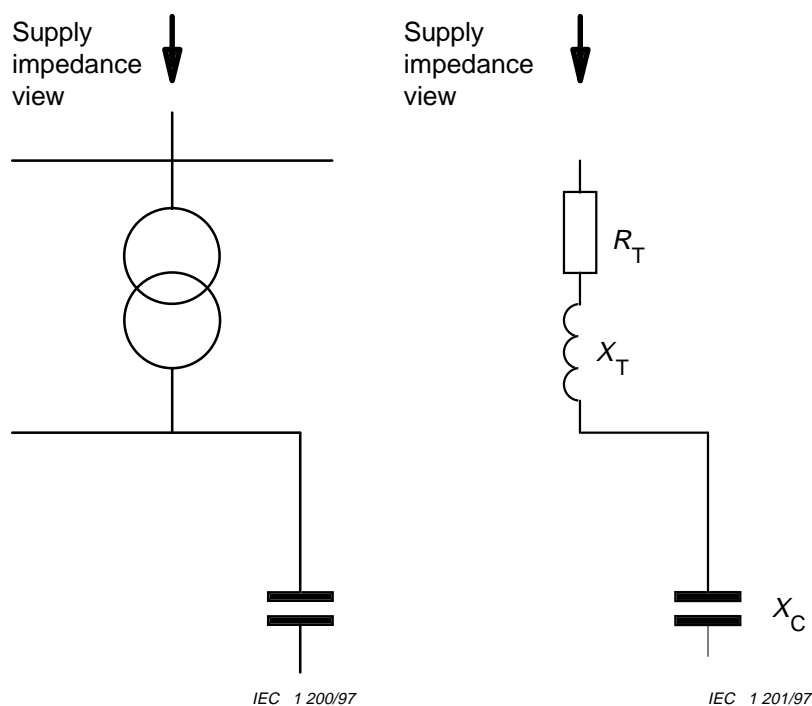 Supply
impedance
view
Supply
impedance
view
R_T
X_T
X_C
IEC 1 200/97
IEC 1 201/97